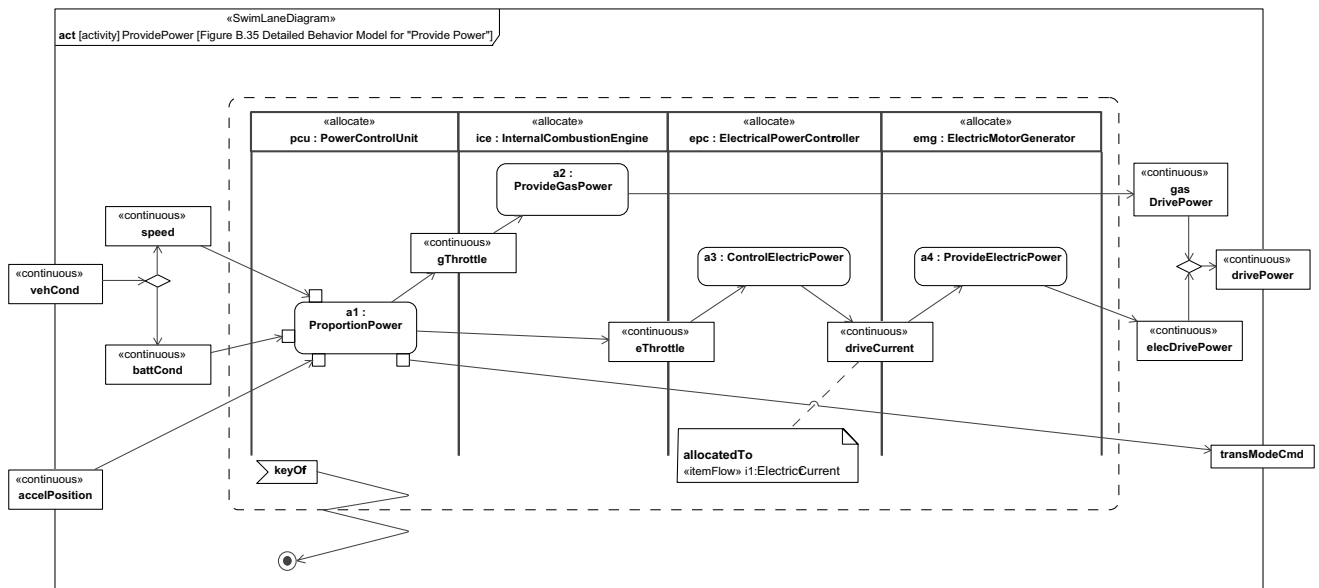 «SwimLaneDiagram»
act [activity] ProvidePower [Figure B.35 Detailed Behavior Model for "Provide Power"]
«allocate»
pcu : PowerControlUnit
«allocate»
ice : InternalCombustionEngine
«allocate»
epc : ElectricalPowerController
«allocate»
emg : ElectricMotorGenerator
a2 :
ProvideGasPower
«continuous»
gas
DrivePower
«continuous»
speed
«continuous»
gThrottle
a3 : ControlElectricPower
a4 : ProvideElectricPower
«continuous»
vehCond
«continuous»
drivePower
a1 :
ProportionPower
«continuous»
eThrottle
«continuous»
driveCurrent
«continuous»
elecDrivePower
«continuous»
battCond
allocatedTo
«itemFlow» i1:ElectricCurrent
transModeCmd
keyOf
«continuous»
accelPosition